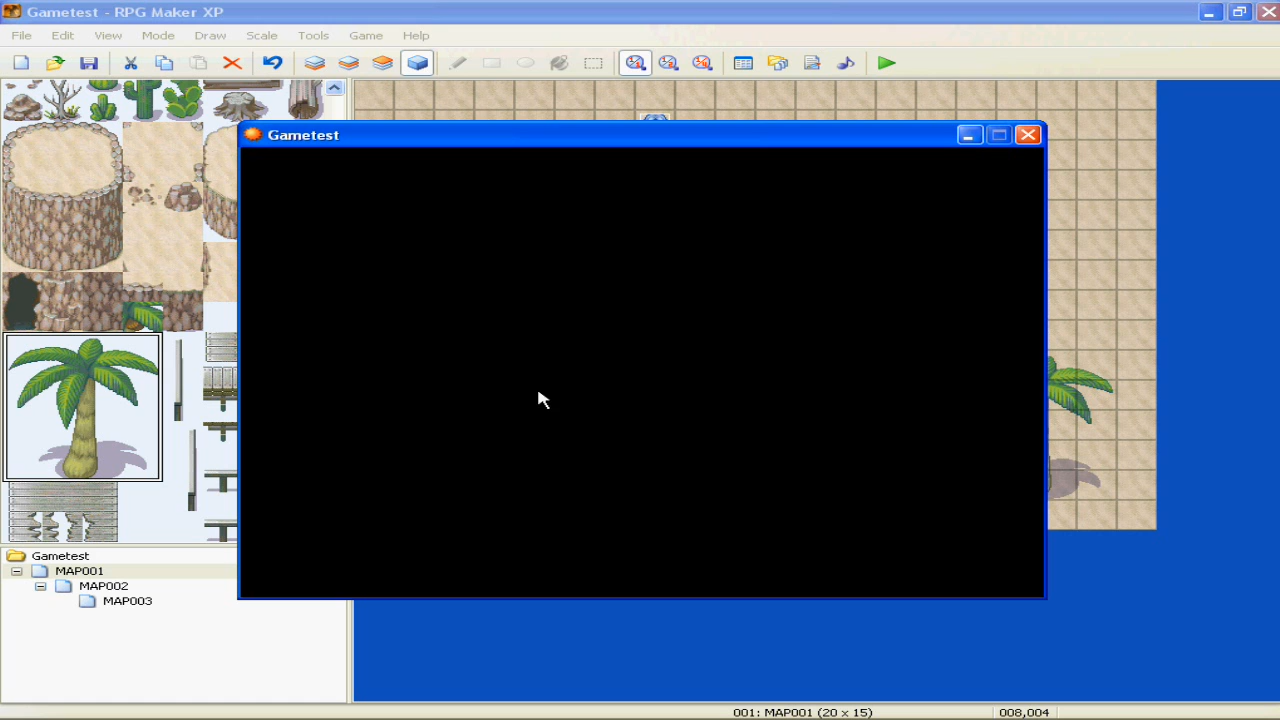 Gametest - RPG Maker XP
File Edit View Mode Draw Scale Tools Game Help
Gametest
Gametest
MAP001
MAP002
MAP003
001: MAP001 (20 x 15) 008,004